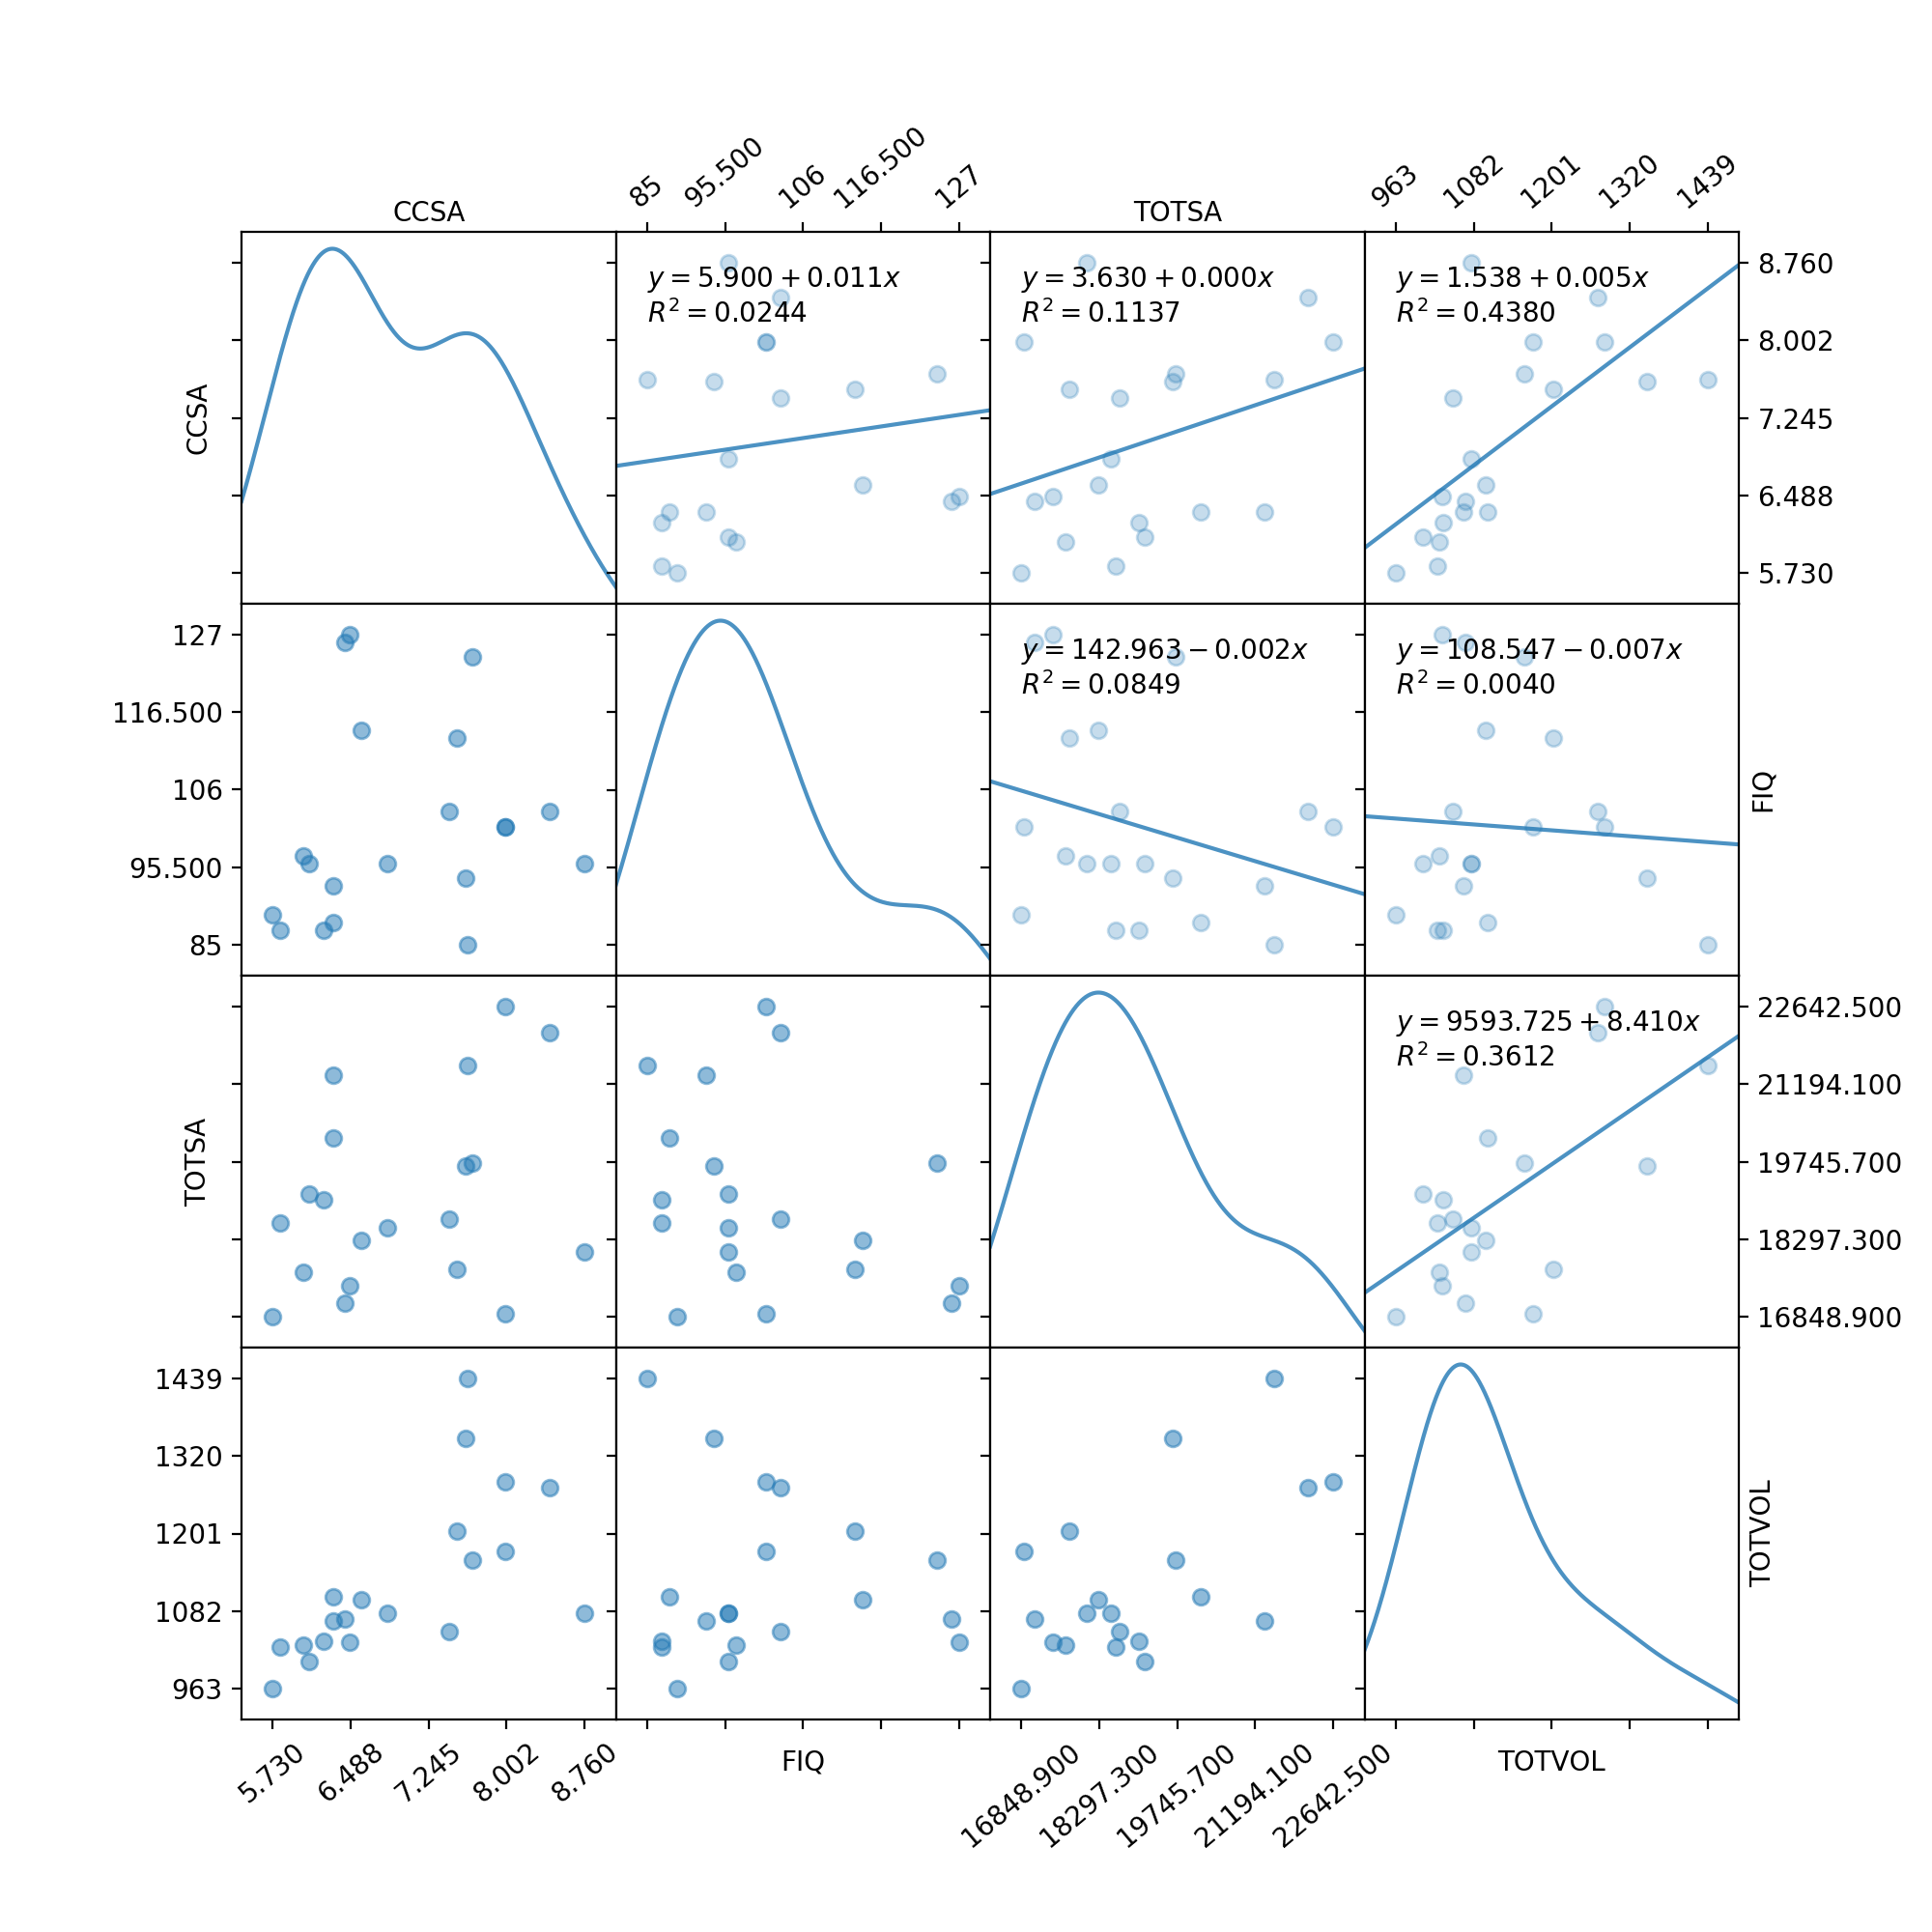 85 95.500 106 116.500 127 963 1082 1201 1320 1439
CCSA TOTSA
y = 5.900 + 0.011x y = 3.630 + 0.000x y = 1.538 + 0.005x 8.760
R² = 0.0244 R² = 0.1137 R² = 0.4380
8.002
CCSA 7.245
6.488
5.730
127 y = 142.963 − 0.002x y = 108.547 − 0.007x
R² = 0.0849 R² = 0.0040
116.500
106 FIQ
95.500
85
y = 9593.725 + 8.410x 22642.500
R² = 0.3612
21194.100
TOTSA 19745.700
18297.300
16848.900
1439
1320
1201 TOTVOL
1082
963
5.730 6.488 7.245 8.002 8.760 FIQ 16848.900 18297.300 19745.700 21194.100 22642.500 TOTVOL